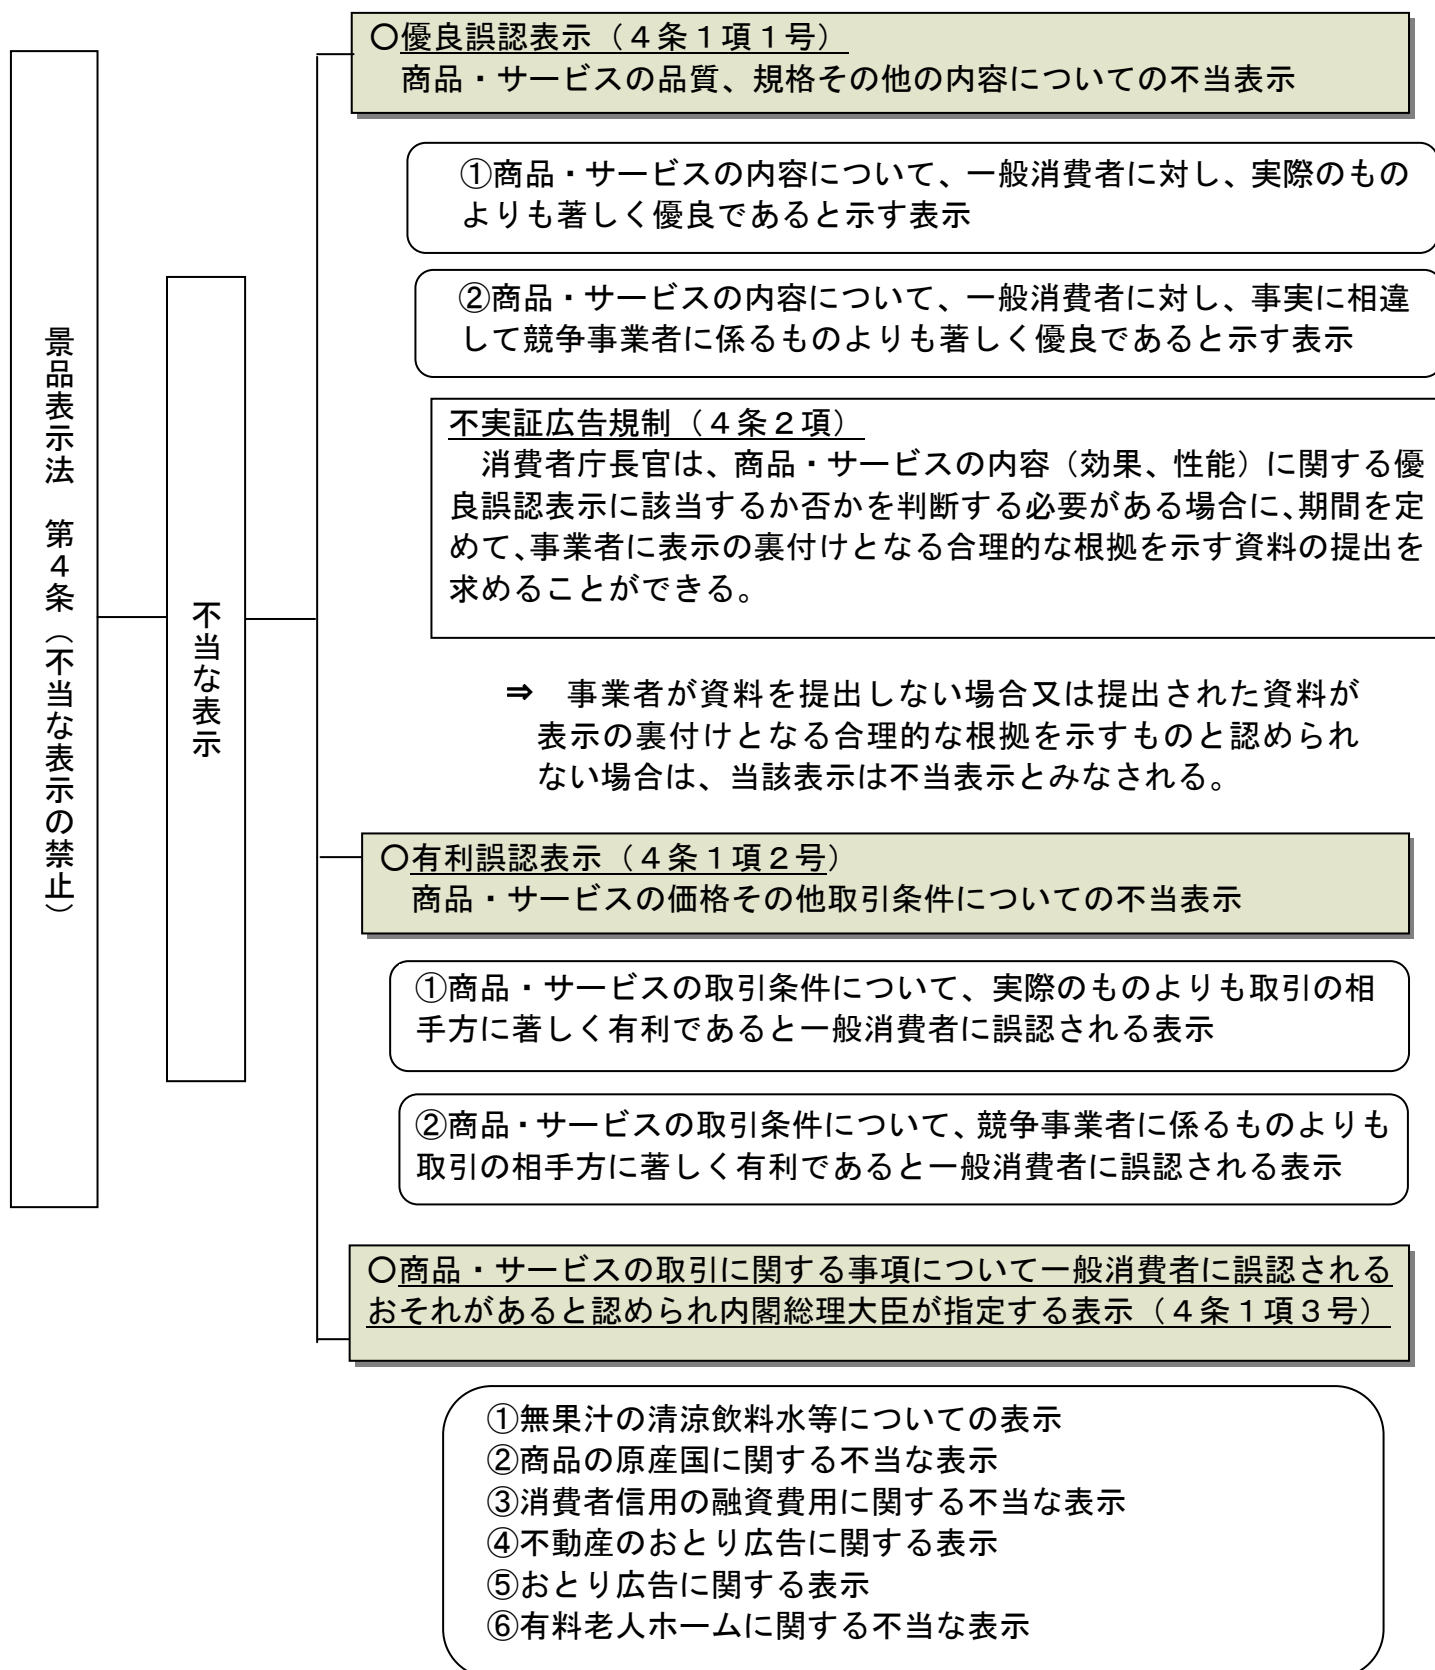 景品表示法　第４条（不当な表示の禁止）
不当な表示
○優良誤認表示（４条１項１号）
商品・サービスの品質、規格その他の内容についての不当表示
①商品・サービスの内容について、一般消費者に対し、実際のもの
よりも著しく優良であると示す表示
②商品・サービスの内容について、一般消費者に対し、事実に相違
して競争事業者に係るものよりも著しく優良であると示す表示
不実証広告規制（４条２項）
消費者庁長官は、商品・サービスの内容（効果、性能）に関する優
良誤認表示に該当するか否かを判断する必要がある場合に、期間を定
めて、事業者に表示の裏付けとなる合理的な根拠を示す資料の提出を
求めることができる。
⇒　事業者が資料を提出しない場合又は提出された資料が
表示の裏付けとなる合理的な根拠を示すものと認められ
ない場合は、当該表示は不当表示とみなされる。
○有利誤認表示（４条１項２号）
商品・サービスの価格その他取引条件についての不当表示
①商品・サービスの取引条件について、実際のものよりも取引の相
手方に著しく有利であると一般消費者に誤認される表示
②商品・サービスの取引条件について、競争事業者に係るものよりも
取引の相手方に著しく有利であると一般消費者に誤認される表示
○商品・サービスの取引に関する事項について一般消費者に誤認される
おそれがあると認められ内閣総理大臣が指定する表示（４条１項３号）
①無果汁の清涼飲料水等についての表示
②商品の原産国に関する不当な表示
③消費者信用の融資費用に関する不当な表示
④不動産のおとり広告に関する表示
⑤おとり広告に関する表示
⑥有料老人ホームに関する不当な表示